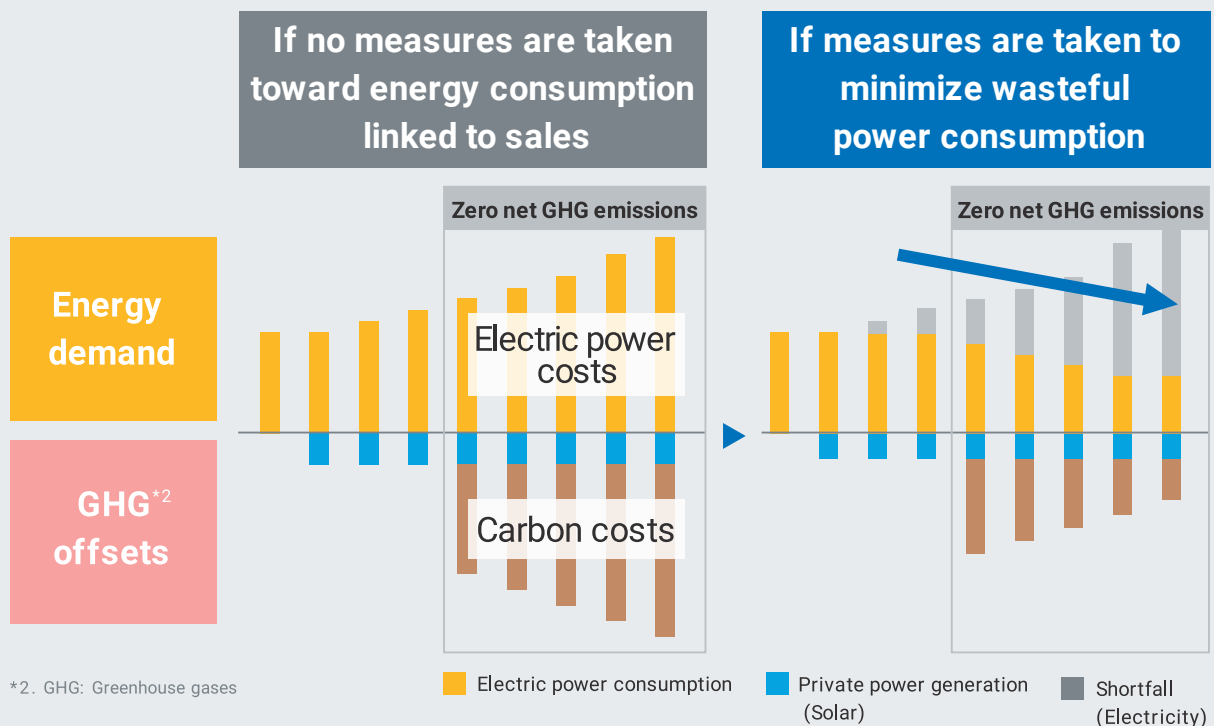 If no measures are taken
toward energy consumption
linked to sales
If measures are taken to
minimize wasteful
power consumption
Zero net GHG emissions
Zero net GHG emissions
Energy
demand
Electric power
costs
GHG*2
offsets
Carbon costs
*2. GHG: Greenhouse gases
Electric power consumption
Private power generation
(Solar)
Shortfall
(Electricity)